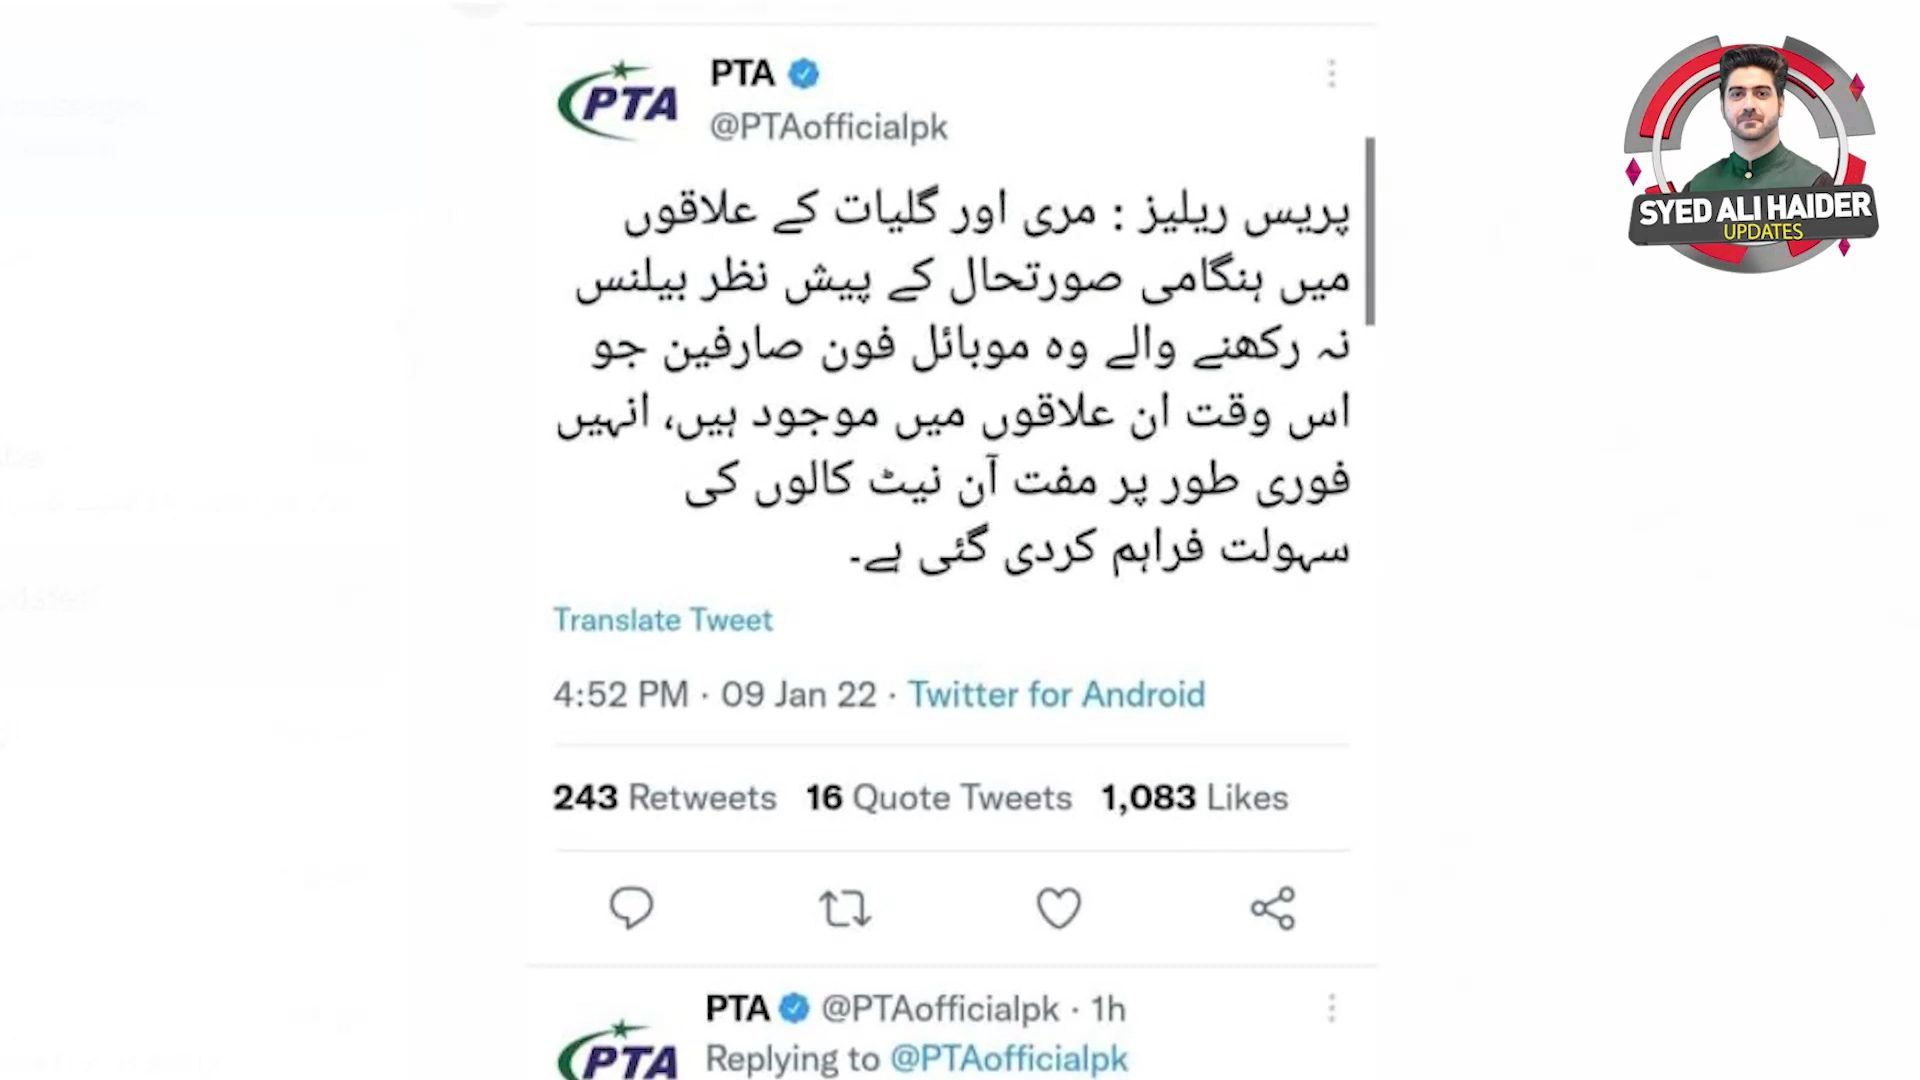 PTA
PTA
@PTAofficialpk
SYED ALI HAIDER
UPDATES
پریس ریلیز : مری اور گلیات کے علاقوں
میں ہنگامی صورتحال کے پیش نظر بیلنس
نہ رکھنے والے وہ موبائل فون صارفین جو
اس وقت ان علاقوں میں موجود ہیں، انہیں
فوری طور پر مفت آن نیٹ کالوں کی
سہولت فراہم کردی گئی ہے۔
Translate Tweet
4:52 PM · 09 Jan 22 · Twitter for Android
243 Retweets 16 Quote Tweets 1,083 Likes
PTA @PTAofficialpk · 1h
PTA
Replying to @PTAofficialpk